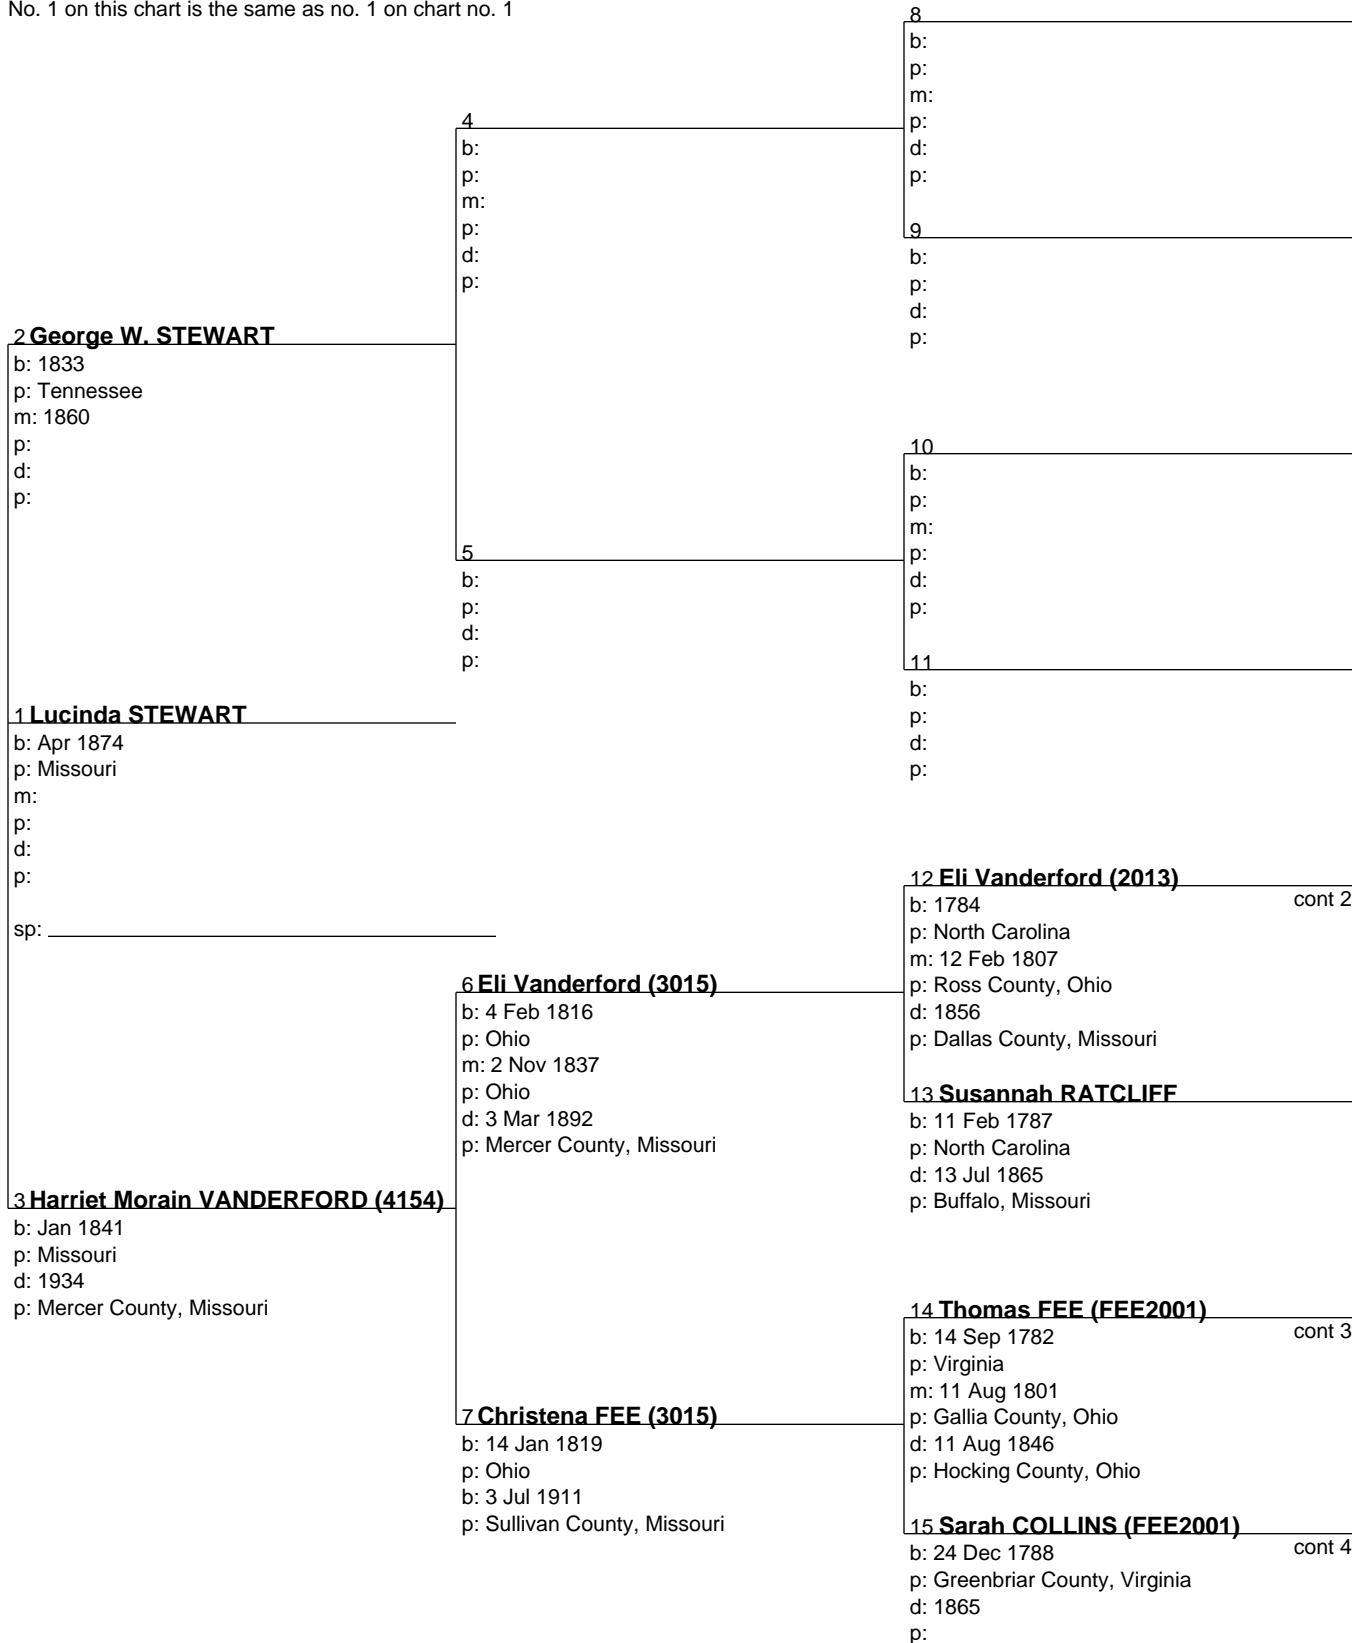 No. 1 on this chart is the same as no. 1 on chart no. 1
8
b:
p:
m:
p:
d:
p:
4
b:
p:
m:
p:
d:
p:
9
b:
p:
d:
p:
2 George W. STEWART
b: 1833
p: Tennessee
m: 1860
p:
d:
p:
10
b:
p:
m:
p:
d:
p:
5
b:
p:
d:
p:
11
b:
p:
d:
p:
1 Lucinda STEWART
b: Apr 1874
p: Missouri
m:
p:
d:
p:
sp:
12 Eli Vanderford (2013)
cont 2
b: 1784
p: North Carolina
m: 12 Feb 1807
p: Ross County, Ohio
d: 1856
p: Dallas County, Missouri
6 Eli Vanderford (3015)
b: 4 Feb 1816
p: Ohio
m: 2 Nov 1837
p: Ohio
d: 3 Mar 1892
p: Mercer County, Missouri
13 Susannah RATCLIFF
b: 11 Feb 1787
p: North Carolina
d: 13 Jul 1865
p: Buffalo, Missouri
3 Harriet Morain VANDERFORD (4154)
b: Jan 1841
p: Missouri
d: 1934
p: Mercer County, Missouri
14 Thomas FEE (FEE2001)
cont 3
b: 14 Sep 1782
p: Virginia
m: 11 Aug 1801
p: Gallia County, Ohio
d: 11 Aug 1846
p: Hocking County, Ohio
7 Christena FEE (3015)
b: 14 Jan 1819
p: Ohio
b: 3 Jul 1911
p: Sullivan County, Missouri
15 Sarah COLLINS (FEE2001)
cont 4
b: 24 Dec 1788
p: Greenbriar County, Virginia
d: 1865
p: